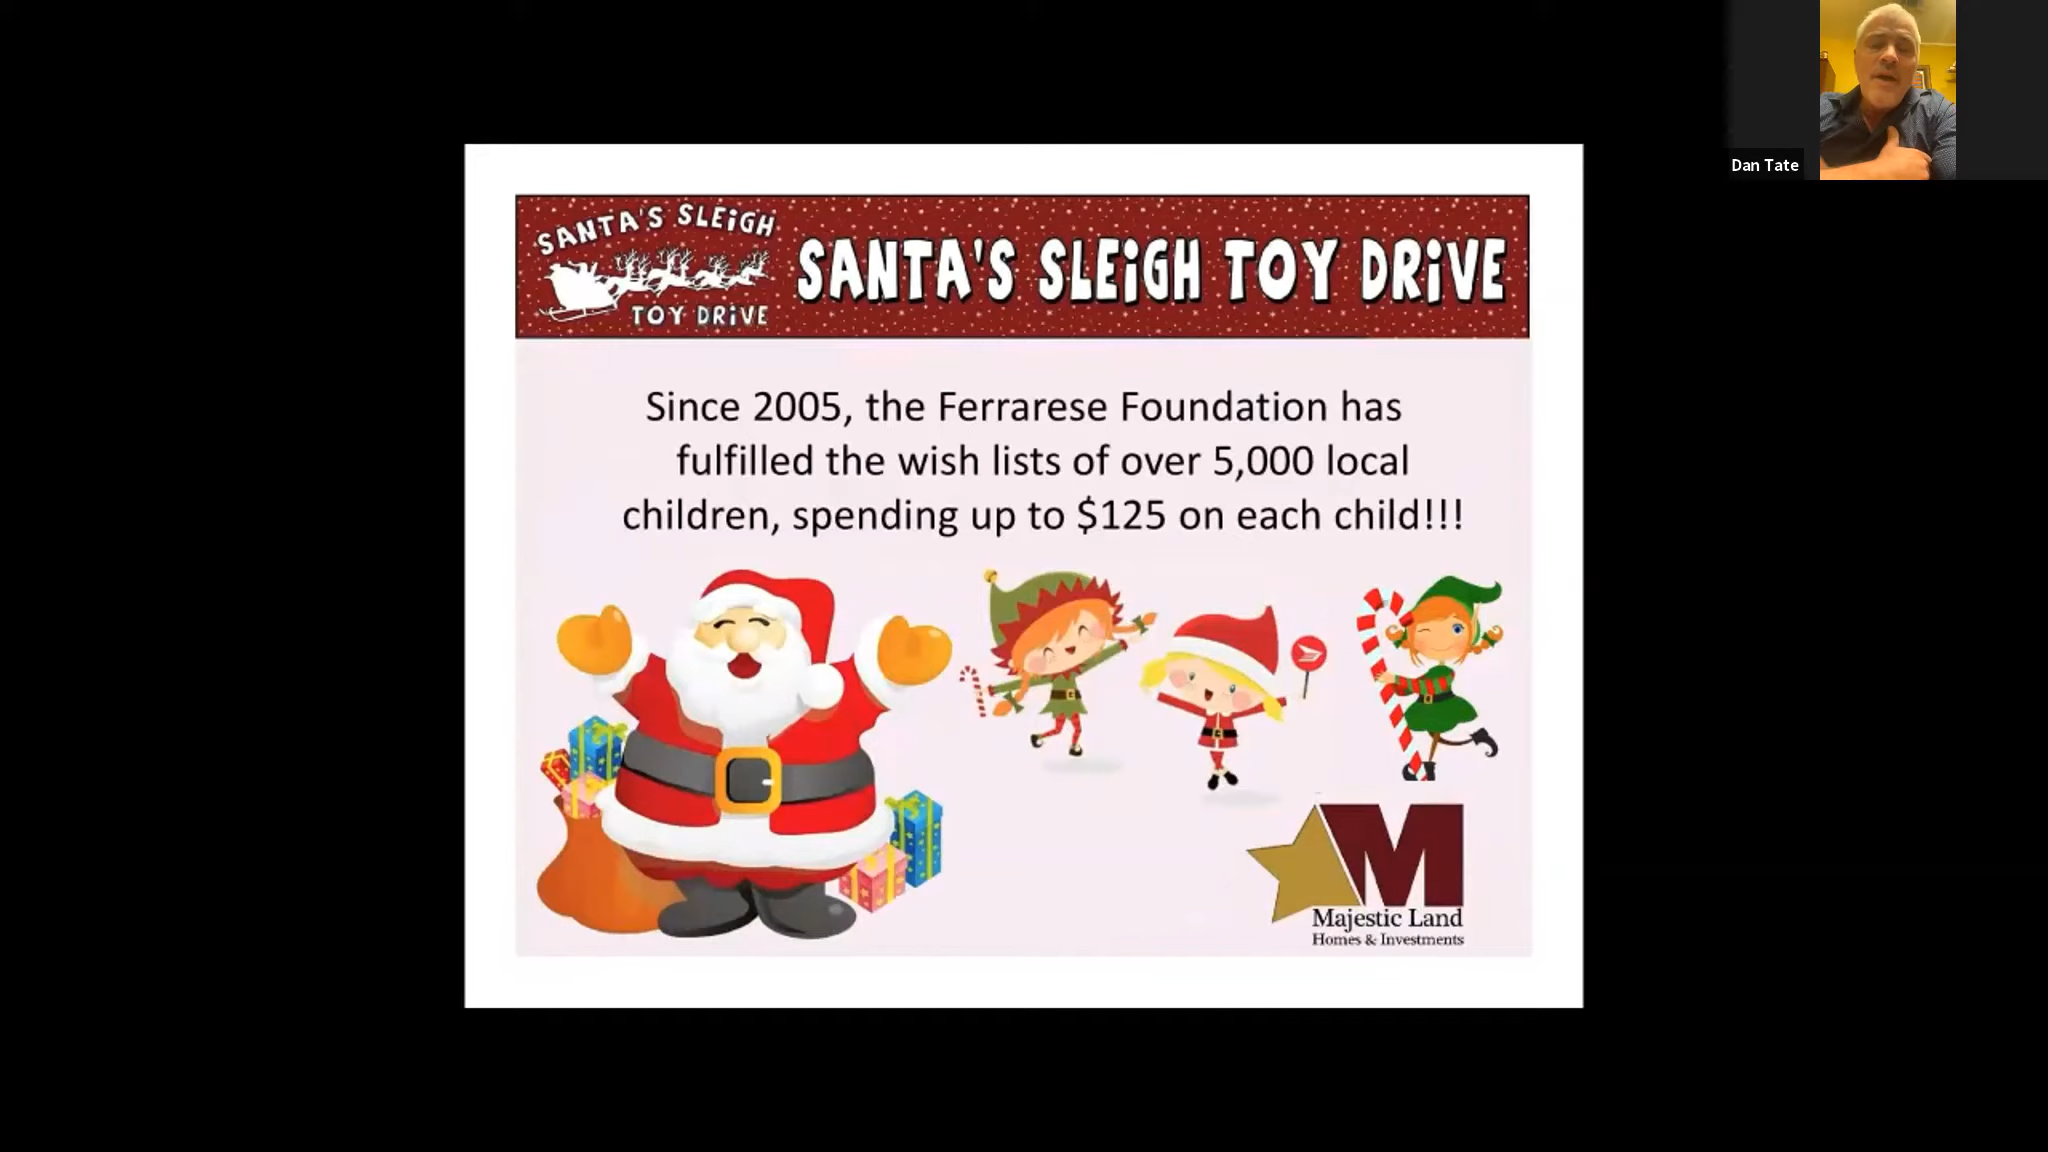 Dan Tate
SANTA'S SLEiGH
TOY DRiVE
SANTA'S SLEiGH TOY DRiVE
Since 2005, the Ferrarese Foundation has
fulfilled the wish lists of over 5,000 local
children, spending up to $125 on each child!!!
M
Majestic Land
Homes & Investments